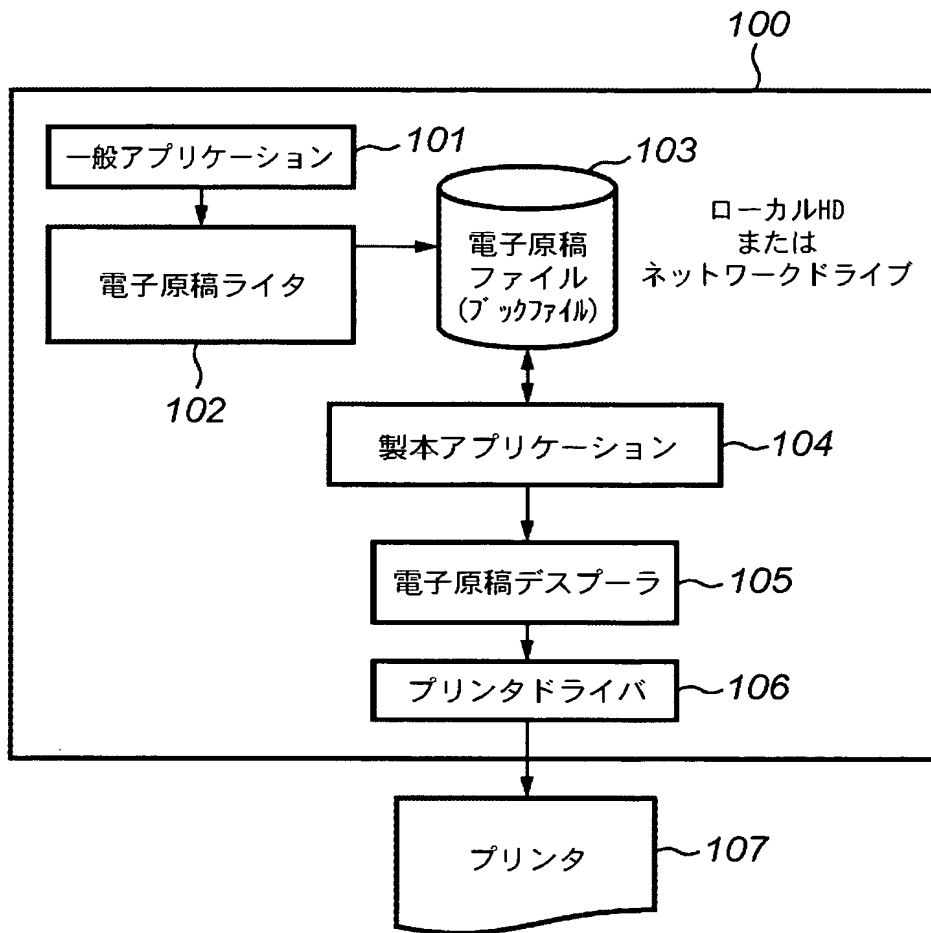 100
一般アプリケーション
101
103
電子原稿ライタ
102
電子原稿
ファイル
(ブックファイル)
ローカルHD
または
ネットワークドライブ
製本アプリケーション
104
電子原稿デスプーラ
105
プリンタドライバ
106
プリンタ
107